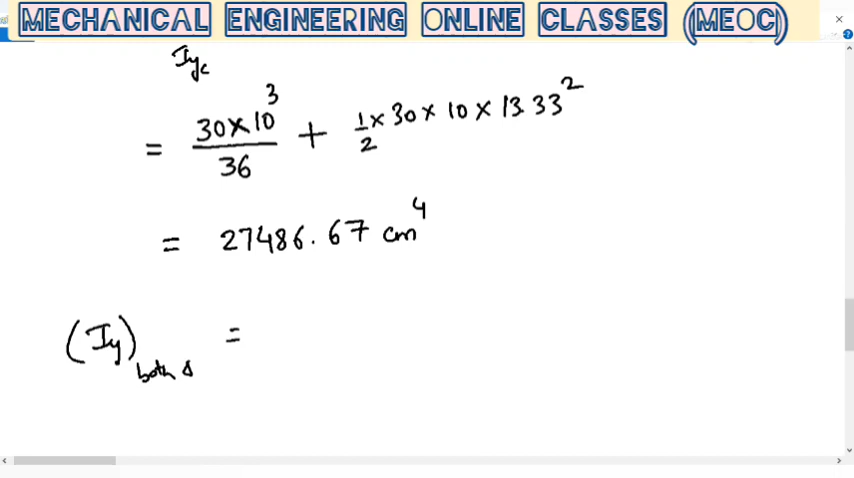 MECHANICAL ENGINEERING ONLINE CLASSES (MEOC)
Iyc
= 30×10³/36 + 1/2 × 30 × 10 × 13.33²
= 27486.67 cm⁴
(Iy)both Δ =